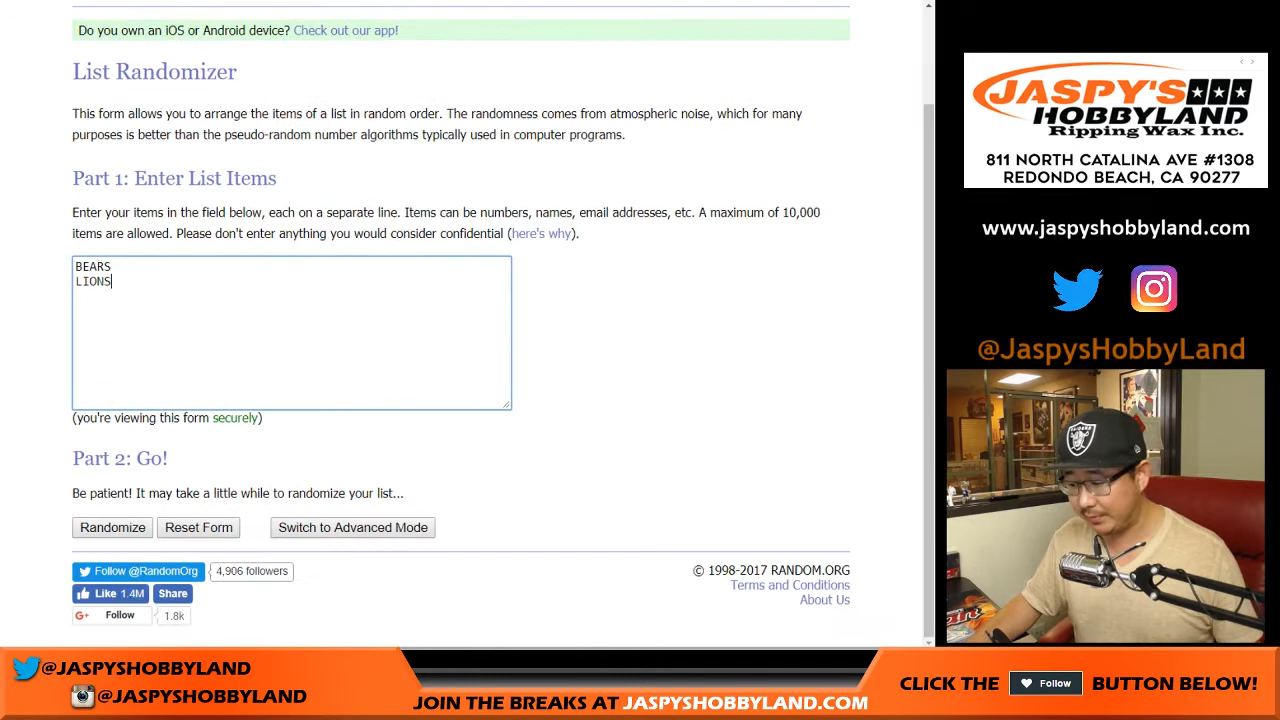 Do you own an iOS or Android device? Check out our app!
List Randomizer
This form allows you to arrange the items of a list in random order. The randomness comes from atmospheric noise, which for many
purposes is better than the pseudo-random number algorithms typically used in computer programs.
Part 1: Enter List Items
Enter your items in the field below, each on a separate line. Items can be numbers, names, email addresses, etc. A maximum of 10,000
items are allowed. Please don't enter anything you would consider confidential (here's why).
BEARS
LIONS
(you're viewing this form securely)
Part 2: Go!
Be patient! It may take a little while to randomize your list...
Randomize Reset Form Switch to Advanced Mode
Follow @RandomOrg 4,906 followers
Like 1.4M Share
G+ Follow 1.8k
© 1998-2017 RANDOM.ORG
Terms and Conditions
About Us
JASPY'S
HOBBYLAND
Ripping Wax Inc.
811 NORTH CATALINA AVE #1308
REDONDO BEACH, CA 90277
www.jaspyshobbyland.com
@JaspysHobbyLand
RAIDERS
@JASPYSHOBBYLAND
@JASPYSHOBBYLAND
JOIN THE BREAKS AT JASPYSHOBBYLAND.COM
CLICK THE Follow BUTTON BELOW!